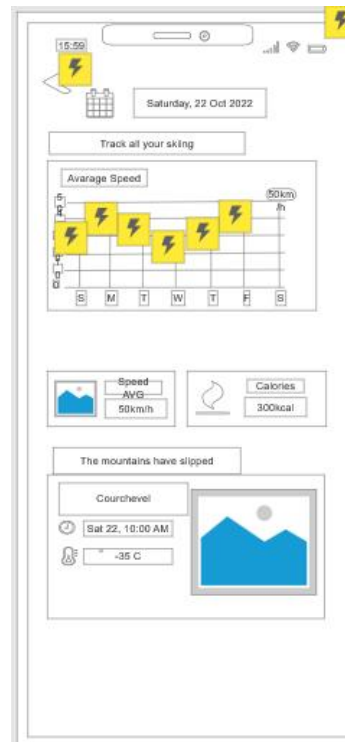 15:59
Saturday, 22 Oct 2022
Track all your skiing
Avarage Speed
50km
/h
S M T W T F S
Speed
AVG
50km/h
Calories
300kcal
The mountains have slipped
Courchevel
Sat 22, 10:00 AM
° -35 C